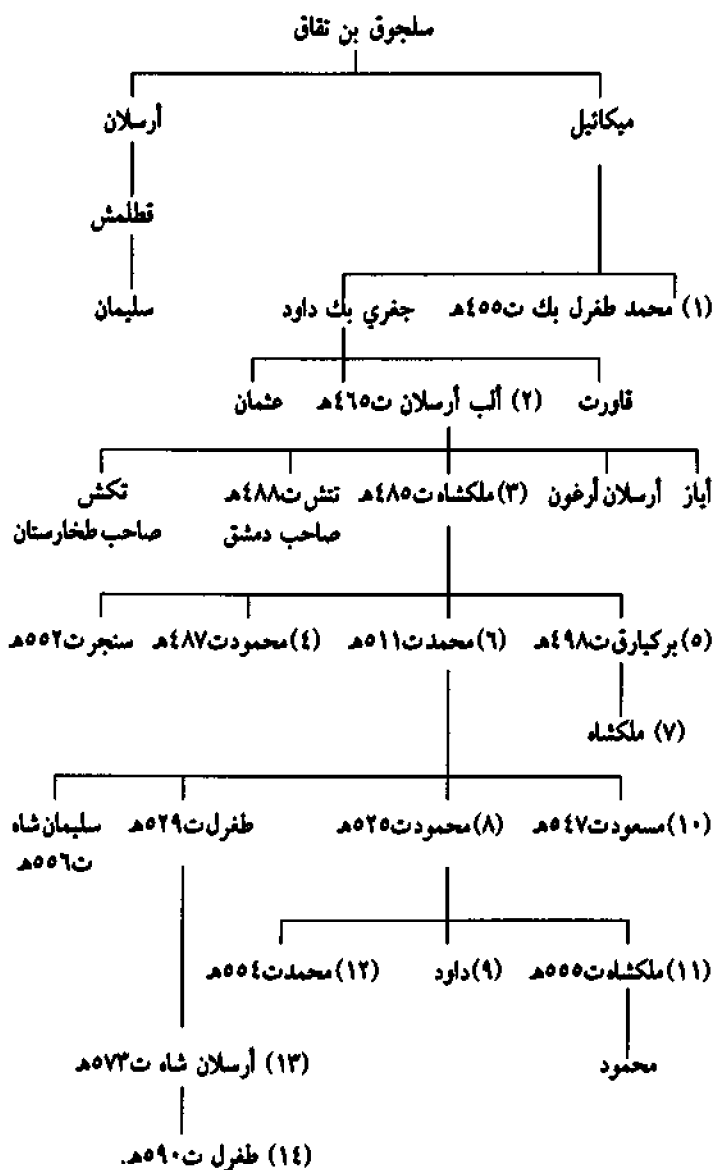 سلجوق بن تقاق
ميكائيل أرسلان
قطلمش
(١) محمد طغرل بك ت٤٥٥هـ جغري بك داود سليمان
قاورت (٢) ألب أرسلان ت٤٦٥هـ عثمان
أياز أرسلان أرغون (٣) ملكشاه ت٤٨٥هـ تتش ت٤٨٨هـ تكش
صاحب دمشق صاحب طخارستان
(٥) بركيارق ت٤٩٨هـ (٦) محمد ت٥١١هـ (٤) محمود ت٤٨٧هـ سنجر ت٥٥٢هـ
(٧) ملكشاه
(١٠) مسعود ت٥٤٧هـ (٨) محمود ت٥٢٥هـ طغرل ت٥٢٩هـ سليمان شاه
ت٥٥٦هـ
(١١) ملكشاه ت٥٥٥هـ (٩) داود (١٢) محمد ت٥٥٤هـ
محمود (١٣) أرسلان شاه ت٥٧٣هـ
(١٤) طغرل ت٥٩٠هـ.